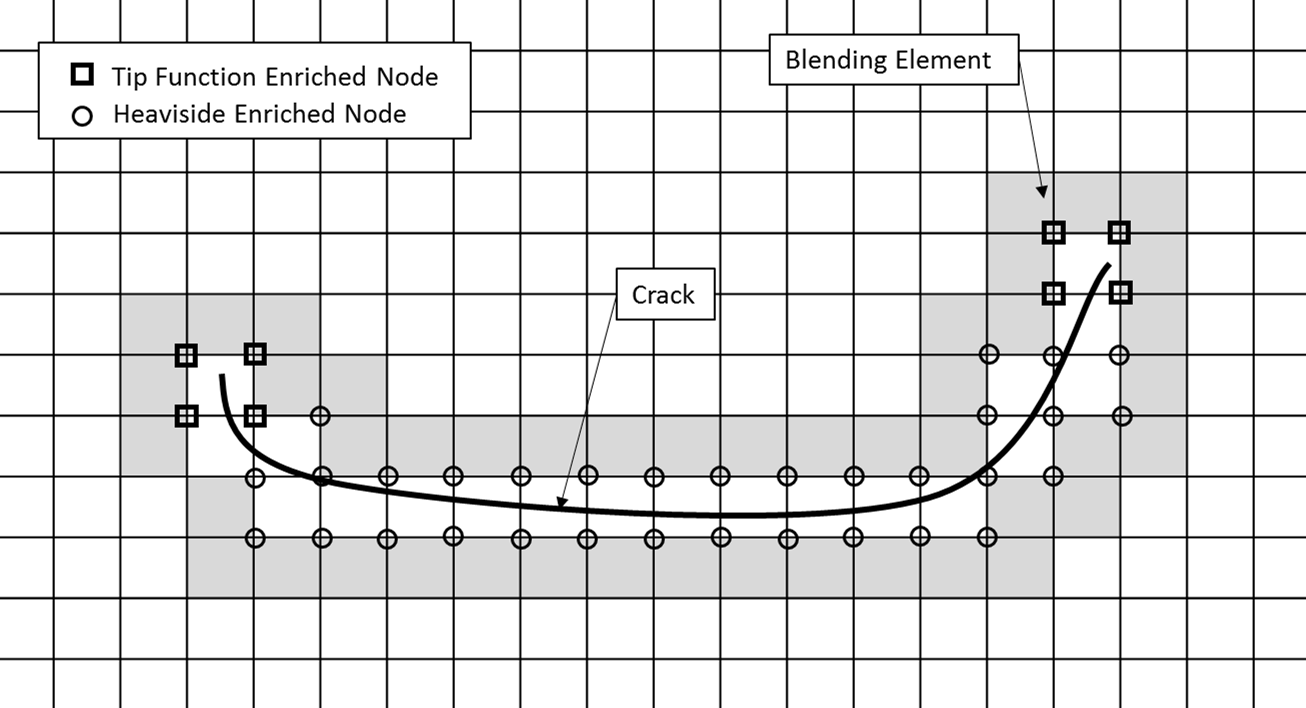 Tip Function Enriched Node
Heaviside Enriched Node
Blending Element
Crack